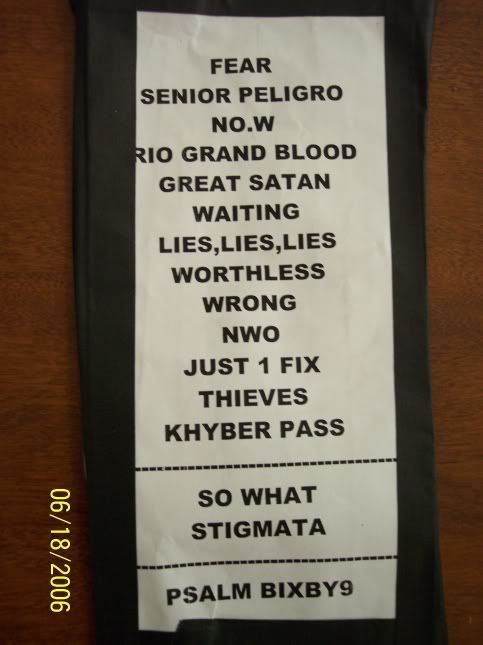 FEAR
SENIOR PELIGRO
NO.W
RIO GRAND BLOOD
GREAT SATAN
WAITING
LIES,LIES,LIES
WORTHLESS
WRONG
NWO
JUST 1 FIX
THIEVES
KHYBER PASS
SO WHAT
STIGMATA
PSALM BIXBY9
06/18/2006